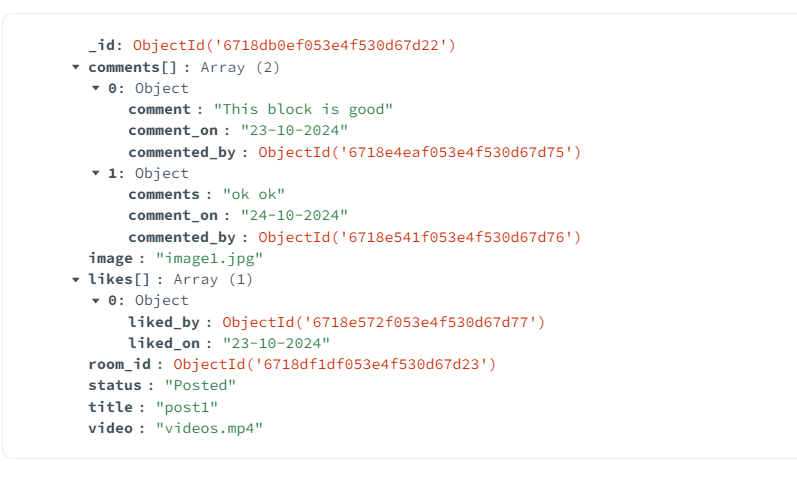 _id: ObjectId('6718db0ef053e4f530d67d22')
comments[] : Array (2)
0: Object
comment : "This block is good"
comment_on : "23-10-2024"
commented_by : ObjectId('6718e4eaf053e4f530d67d75')
1: Object
comments : "ok ok"
comment_on : "24-10-2024"
commented_by : ObjectId('6718e541f053e4f530d67d76')
image : "image1.jpg"
likes[] : Array (1)
0: Object
liked_by : ObjectId('6718e572f053e4f530d67d77')
liked_on : "23-10-2024"
room_id : ObjectId('6718df1df053e4f530d67d23')
status : "Posted"
title : "post1"
video : "videos.mp4"